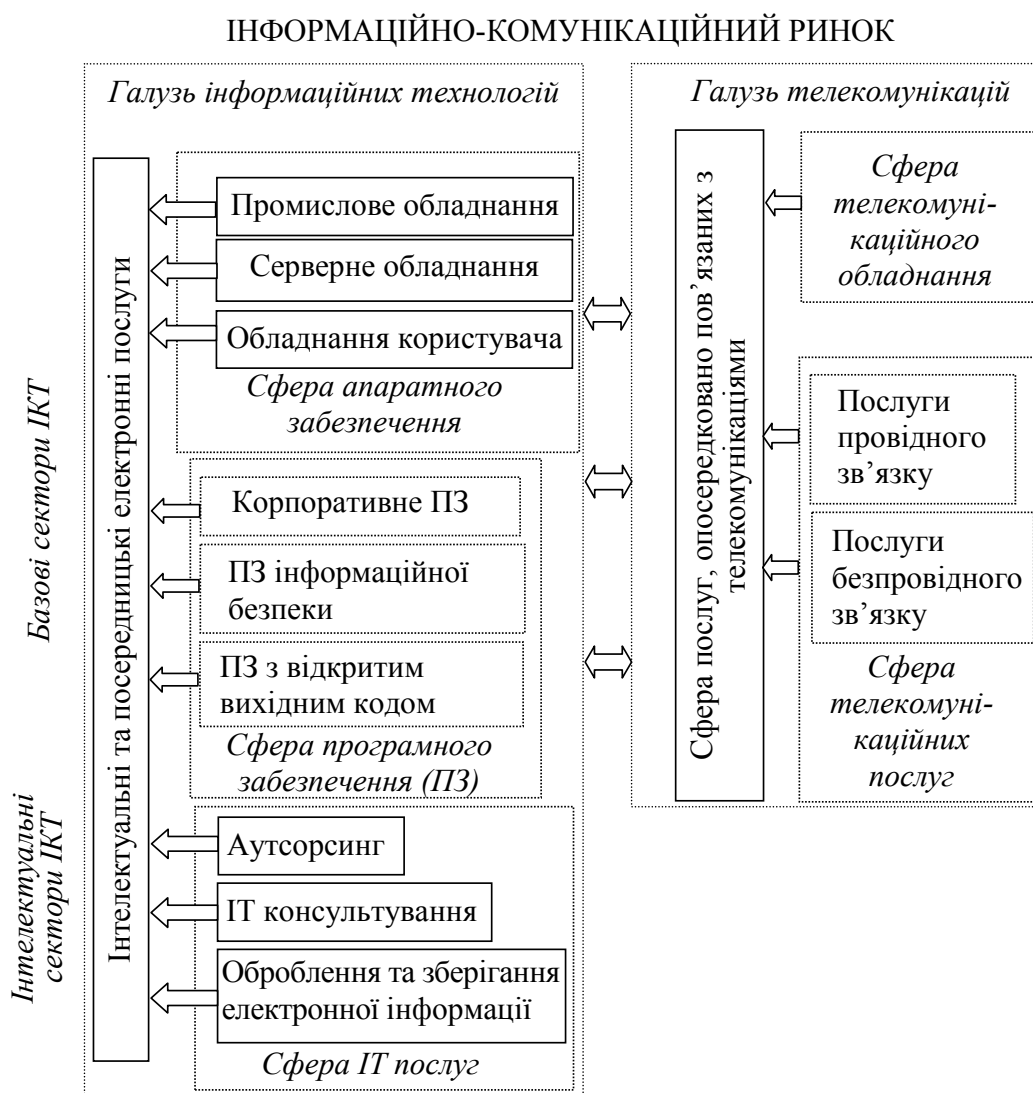 ІНФОРМАЦІЙНО-КОМУНІКАЦІЙНИЙ РИНОК
Галузь інформаційних технологій
Інтелектуальні та посередницькі електронні послуги
Промислове обладнання
Серверне обладнання
Обладнання користувача
Сфера апаратного
забезпечення
Корпоративне ПЗ
ПЗ інформаційної
безпеки
ПЗ з відкритим
вихідним кодом
Сфера програмного
забезпечення (ПЗ)
Аутсорсинг
ІТ консультування
Оброблення та зберігання
електронної інформації
Сфера ІТ послуг
Базові сектори ІКТ
Інтелектуальні
сектори ІКТ
Галузь телекомунікацій
Сфера послуг, опосередковано пов’язаних з
телекомунікаціями
Сфера
телекомуні-
каційного
обладнання
Послуги
провідного
зв’язку
Послуги
безпровідного
зв’язку
Сфера
телекомуні-
каційних
послуг